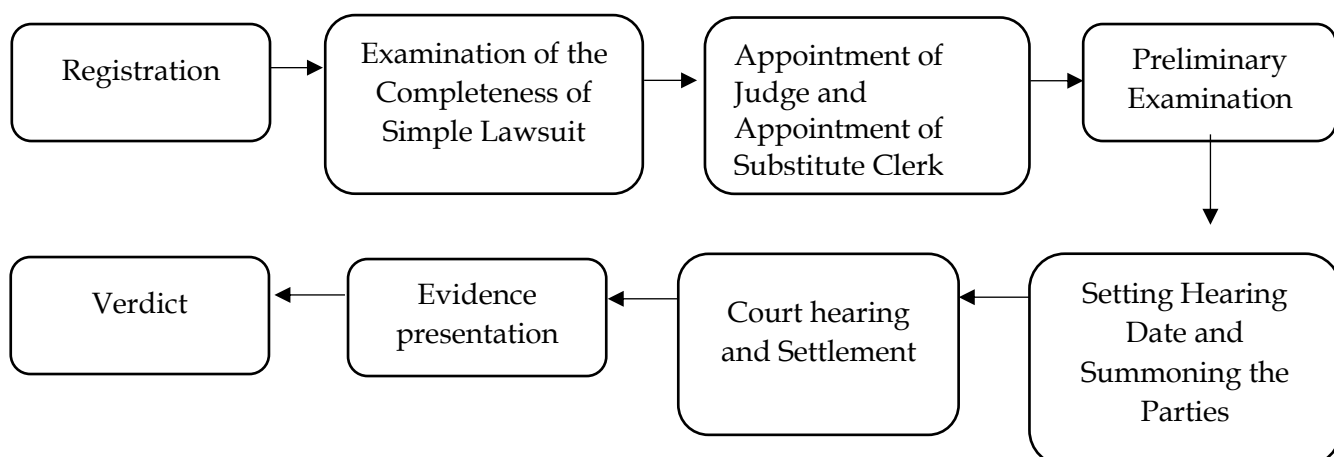 Registration
Examination of the
Completeness of
Simple Lawsuit
Appointment of
Judge and
Appointment of
Substitute Clerk
Preliminary
Examination
Setting Hearing
Date and
Summoning the
Parties
Court hearing
and Settlement
Evidence
presentation
Verdict